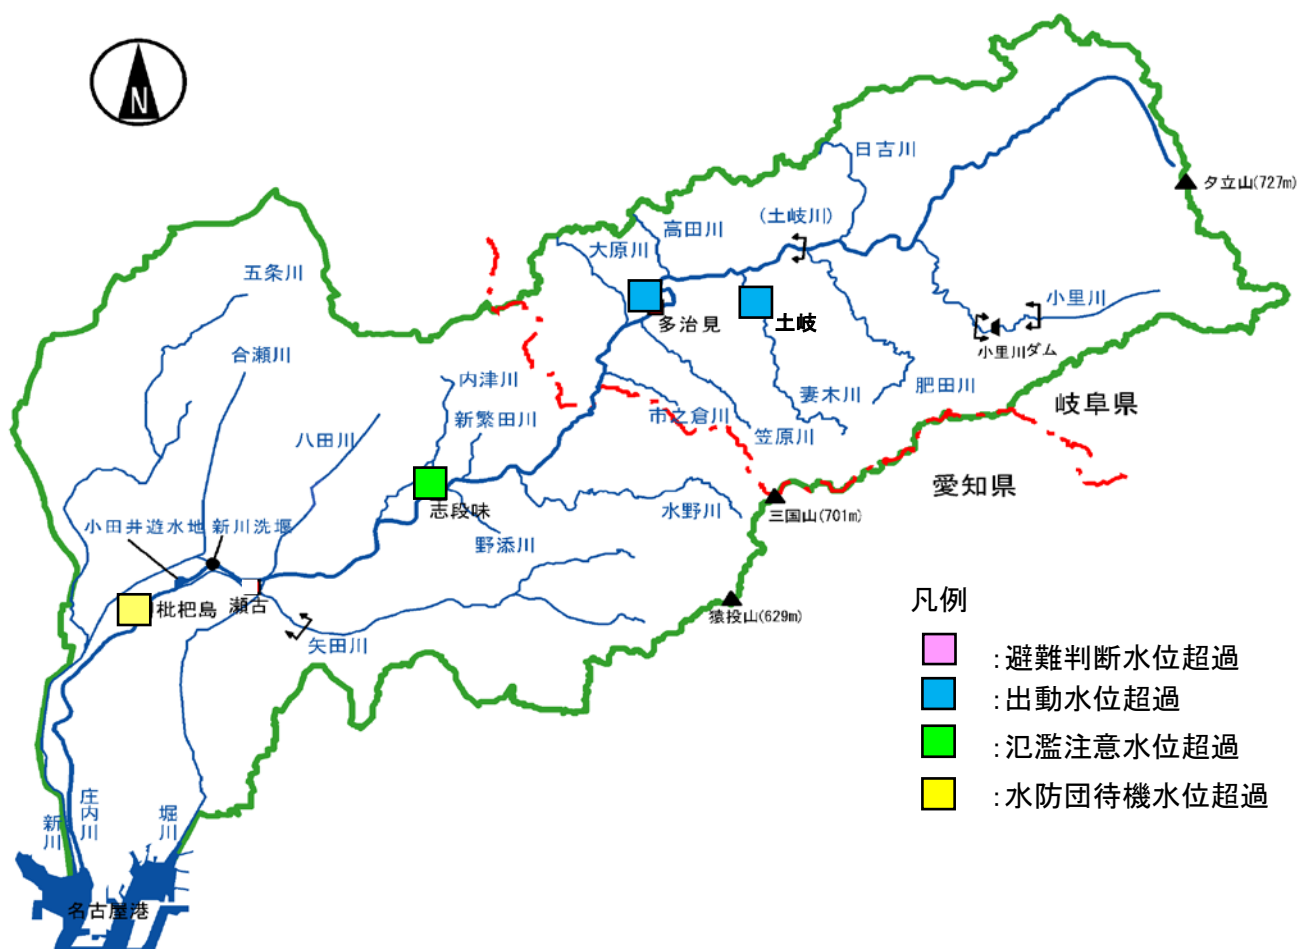 N
日吉川
夕立山(727m)
(土岐川)
高田川
大原川
五条川
小里川
多治見
土岐
小里川ダム
合瀬川
内津川
妻木川
肥田川
岐阜県
市之倉川
新繁田川
笠原川
八田川
愛知県
志段味
水野川
三国山(701m)
小田井遊水地
新川洗堰
野添川
枇杷島
瀬古
猿投山(629m)
矢田川
凡例
:避難判断水位超過
:出動水位超過
:氾濫注意水位超過
:水防団待機水位超過
新川
庄内川
堀川
名古屋港